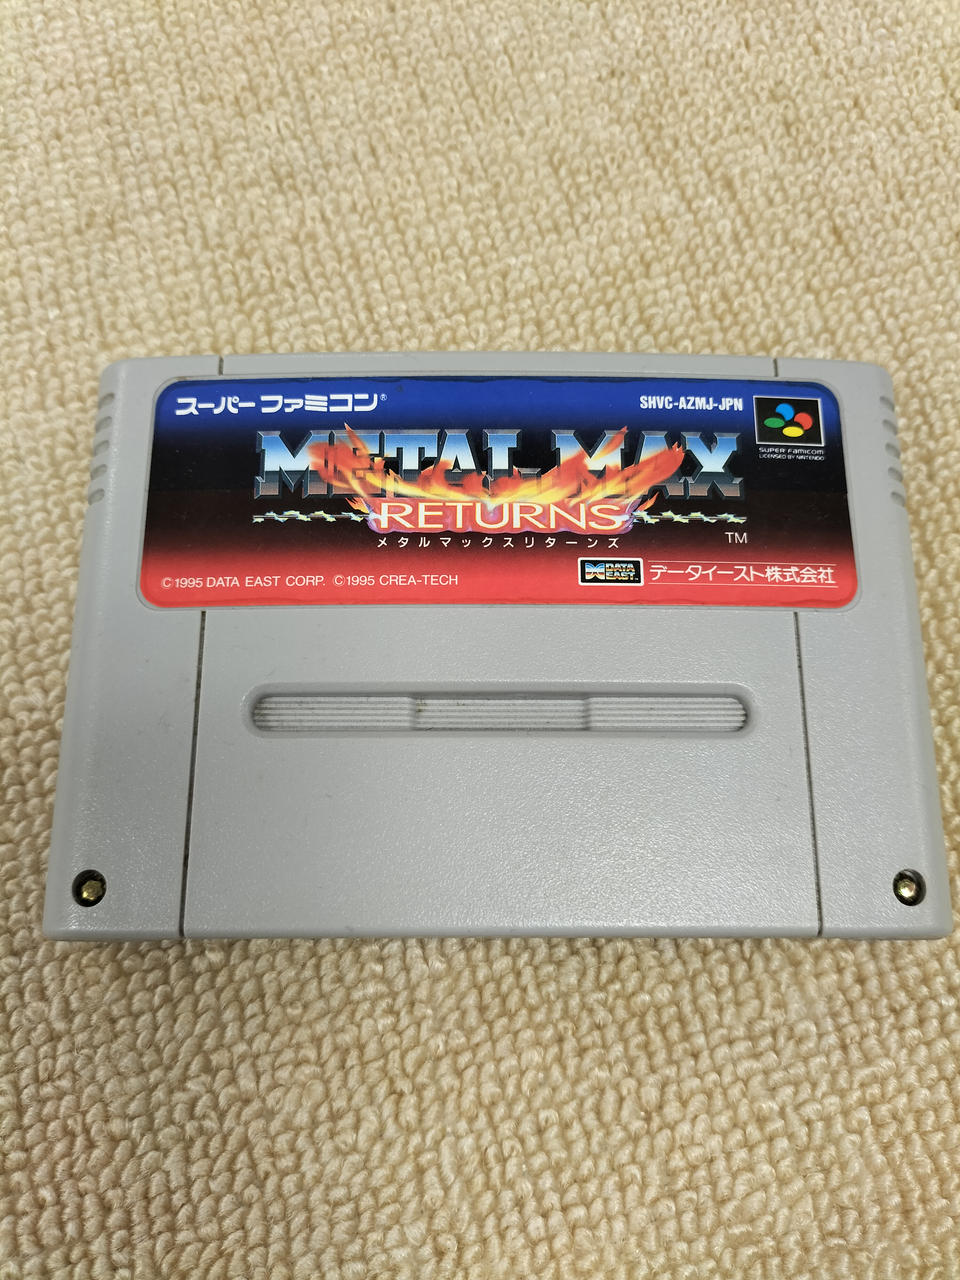 スーパーファミコン®
SHVC-AZMJ-JPN
SUPER FAMICOM
LICENSED BY NINTENDO
METAL MAX
RETURNS
TM
メタルマックスリターンズ
©1995 DATA EAST CORP. ©1995 CREA-TECH
DATA EAST
データイースト株式会社